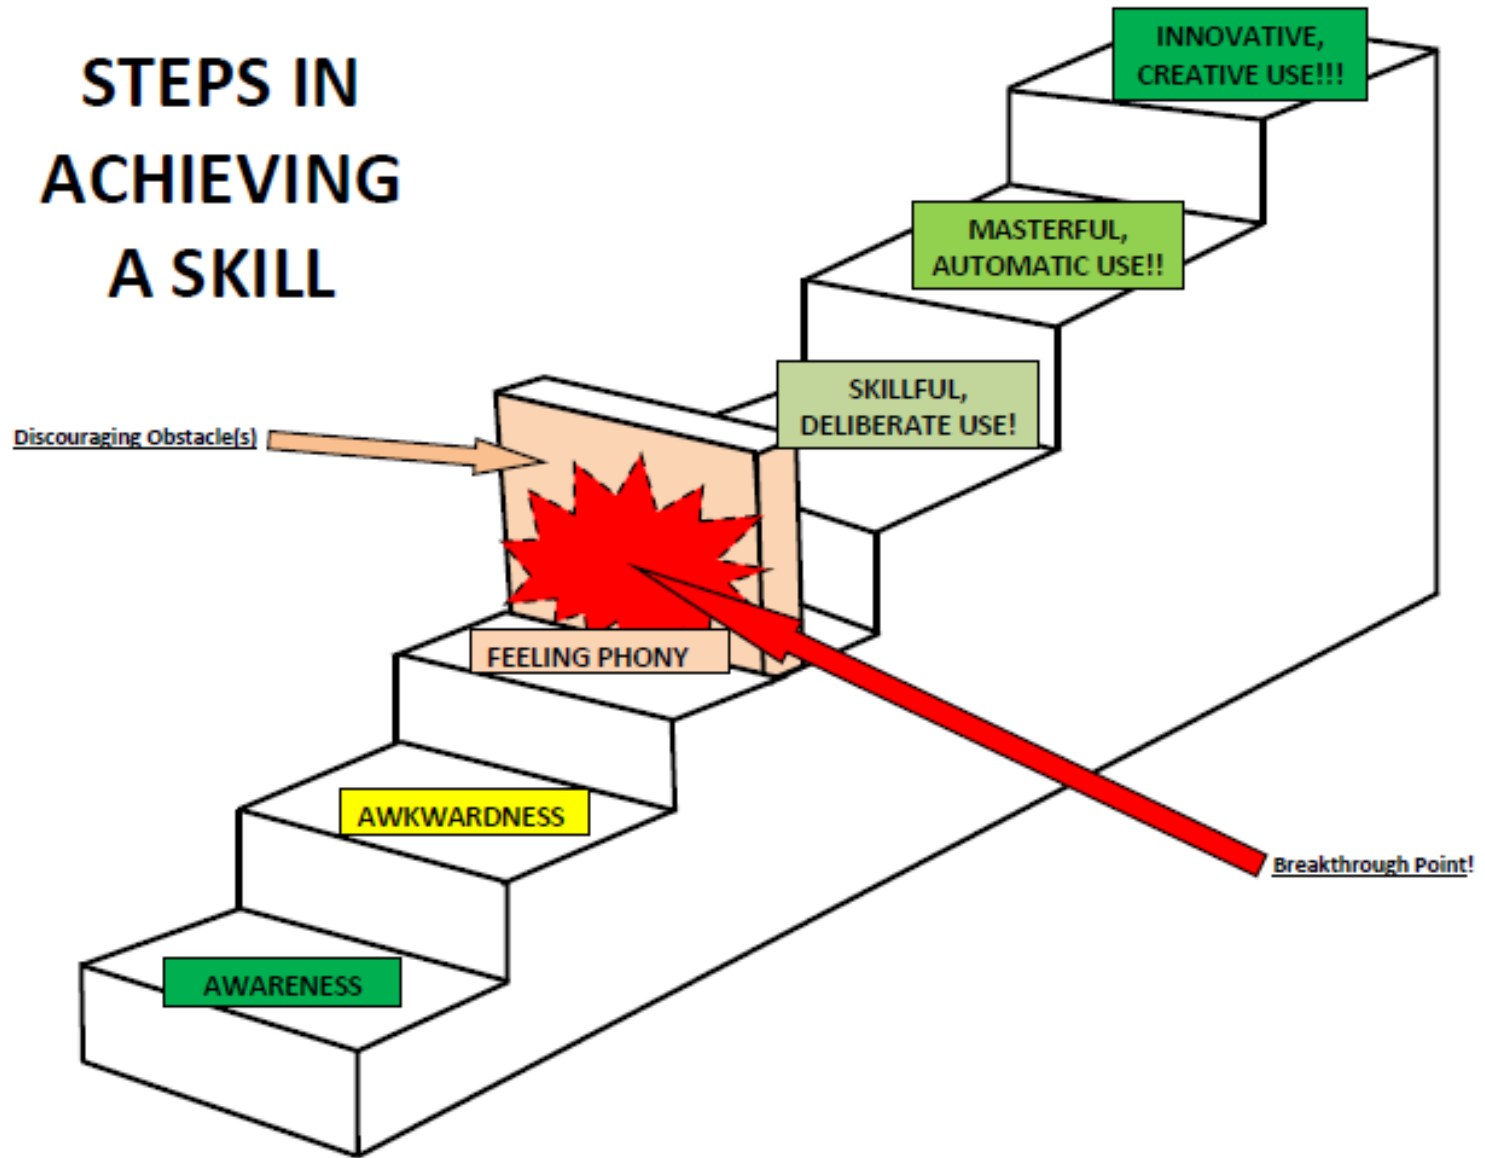 STEPS IN
ACHIEVING
A SKILL
INNOVATIVE,
CREATIVE USE!!!
MASTERFUL,
AUTOMATIC USE!!
SKILLFUL,
DELIBERATE USE!
Discouraging Obstacle(s)
FEELING PHONY
AWKWARDNESS
Breakthrough Point!
AWARENESS